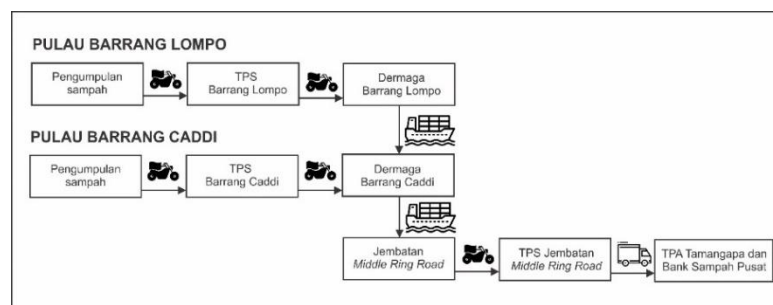 PULAU BARRANG LOMPO
Pengumpulan
sampah
TPS
Barrang Lompo
Dermaga
Barrang Lompo
PULAU BARRANG CADDI
Pengumpulan
sampah
TPS
Barrang Caddi
Dermaga
Barrang Caddi
Jembatan
Middle Ring Road
TPS Jembatan
Middle Ring Road
TPA Tamangapa dan
Bank Sampah Pusat